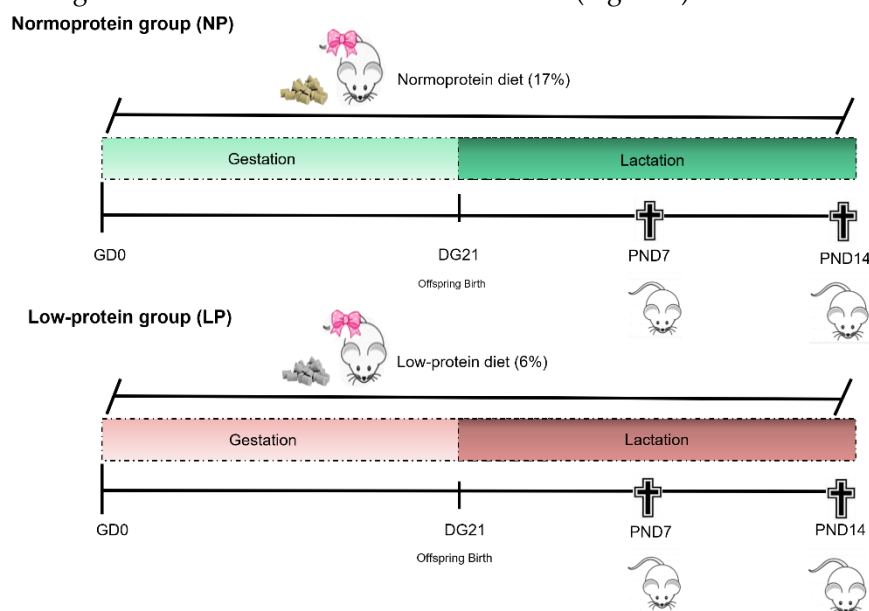 Normoprotein group (NP)
Normoprotein diet (17%)
Gestation
Lactation
GD0
DG21
PND7
PND14
Offspring Birth
Low-protein group (LP)
Low-protein diet (6%)
Gestation
Lactation
GD0
DG21
PND7
PND14
Offspring Birth